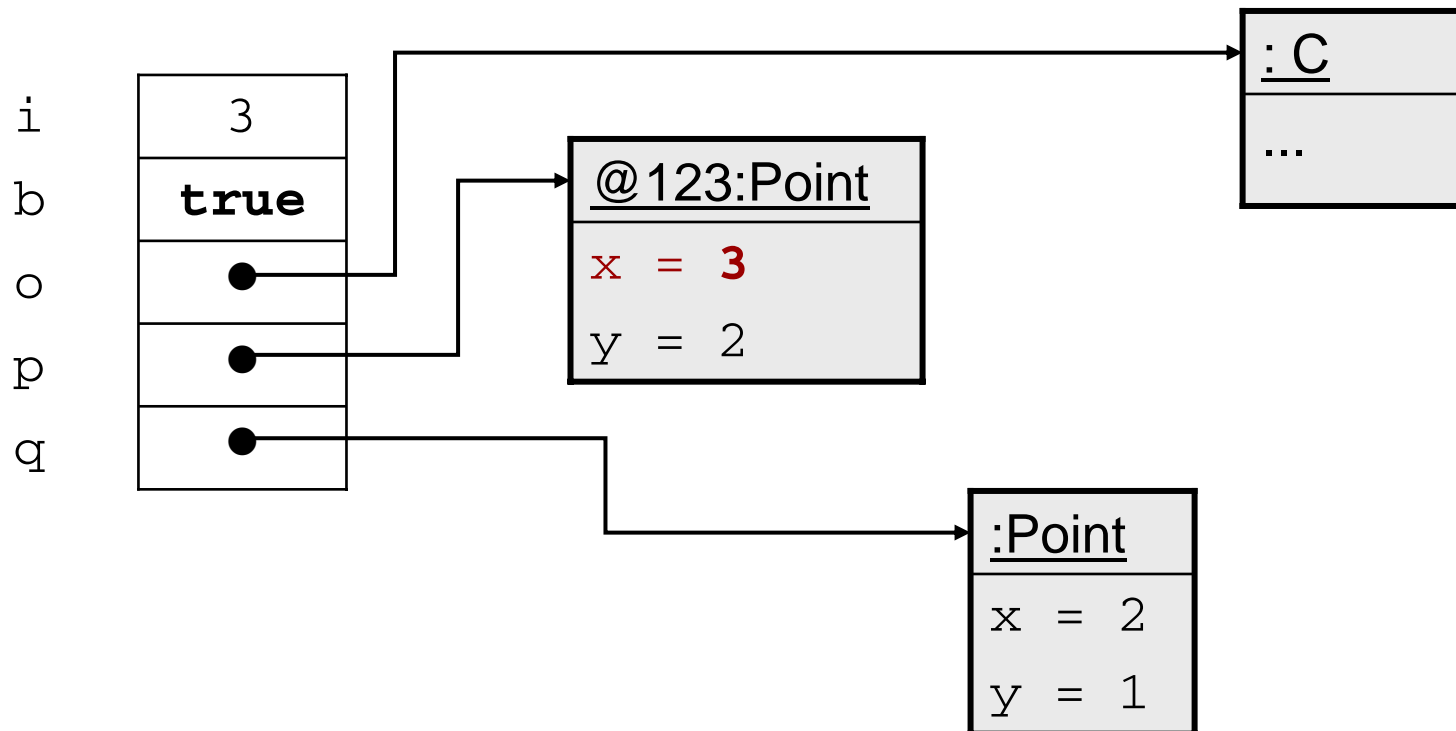 i
3
b
true
o
p
q
@123:Point
x = 3
y = 2
: C
...
:Point
x = 2
y = 1